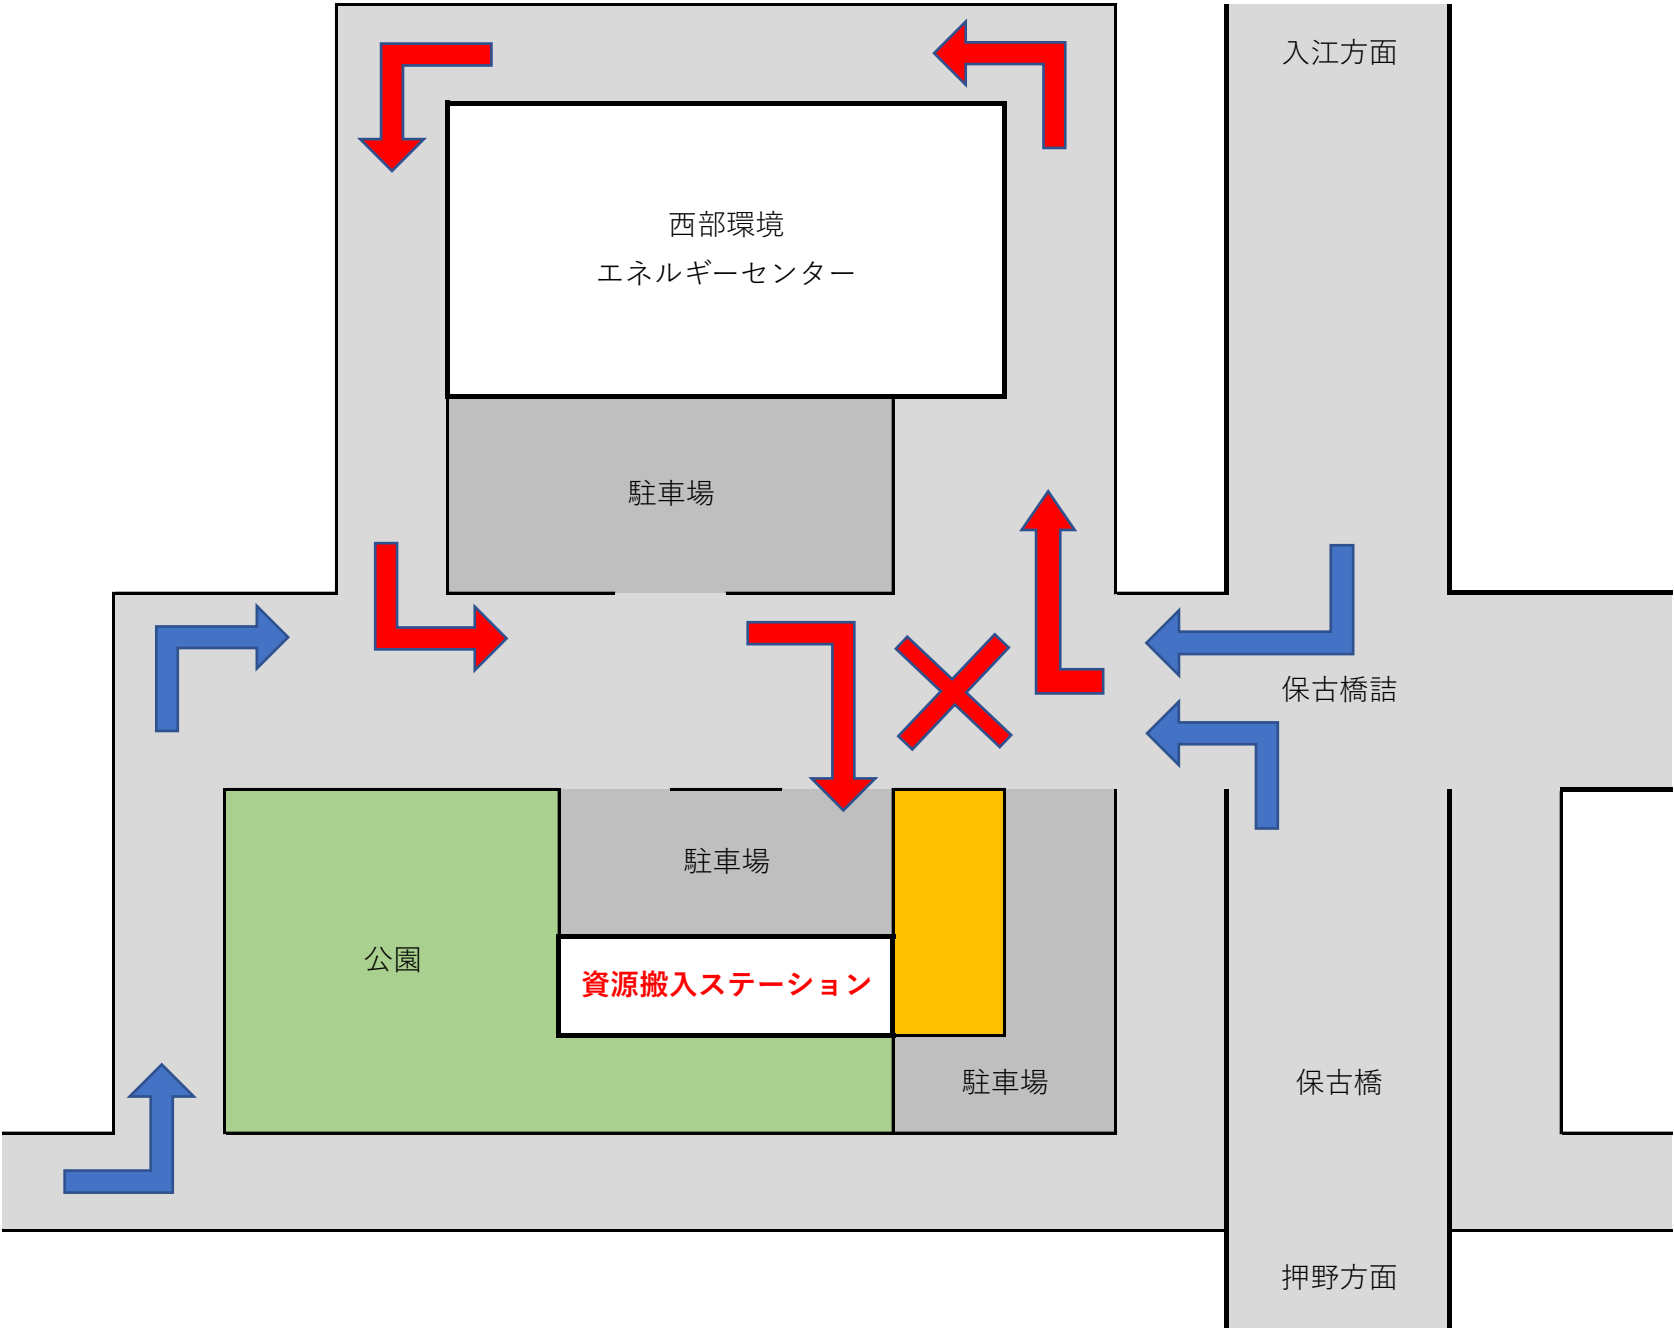 入江方面
西部環境
エネルギーセンター
駐車場
保古橋詰
駐車場
公園
資源搬入ステーション
駐車場
保古橋
押野方面